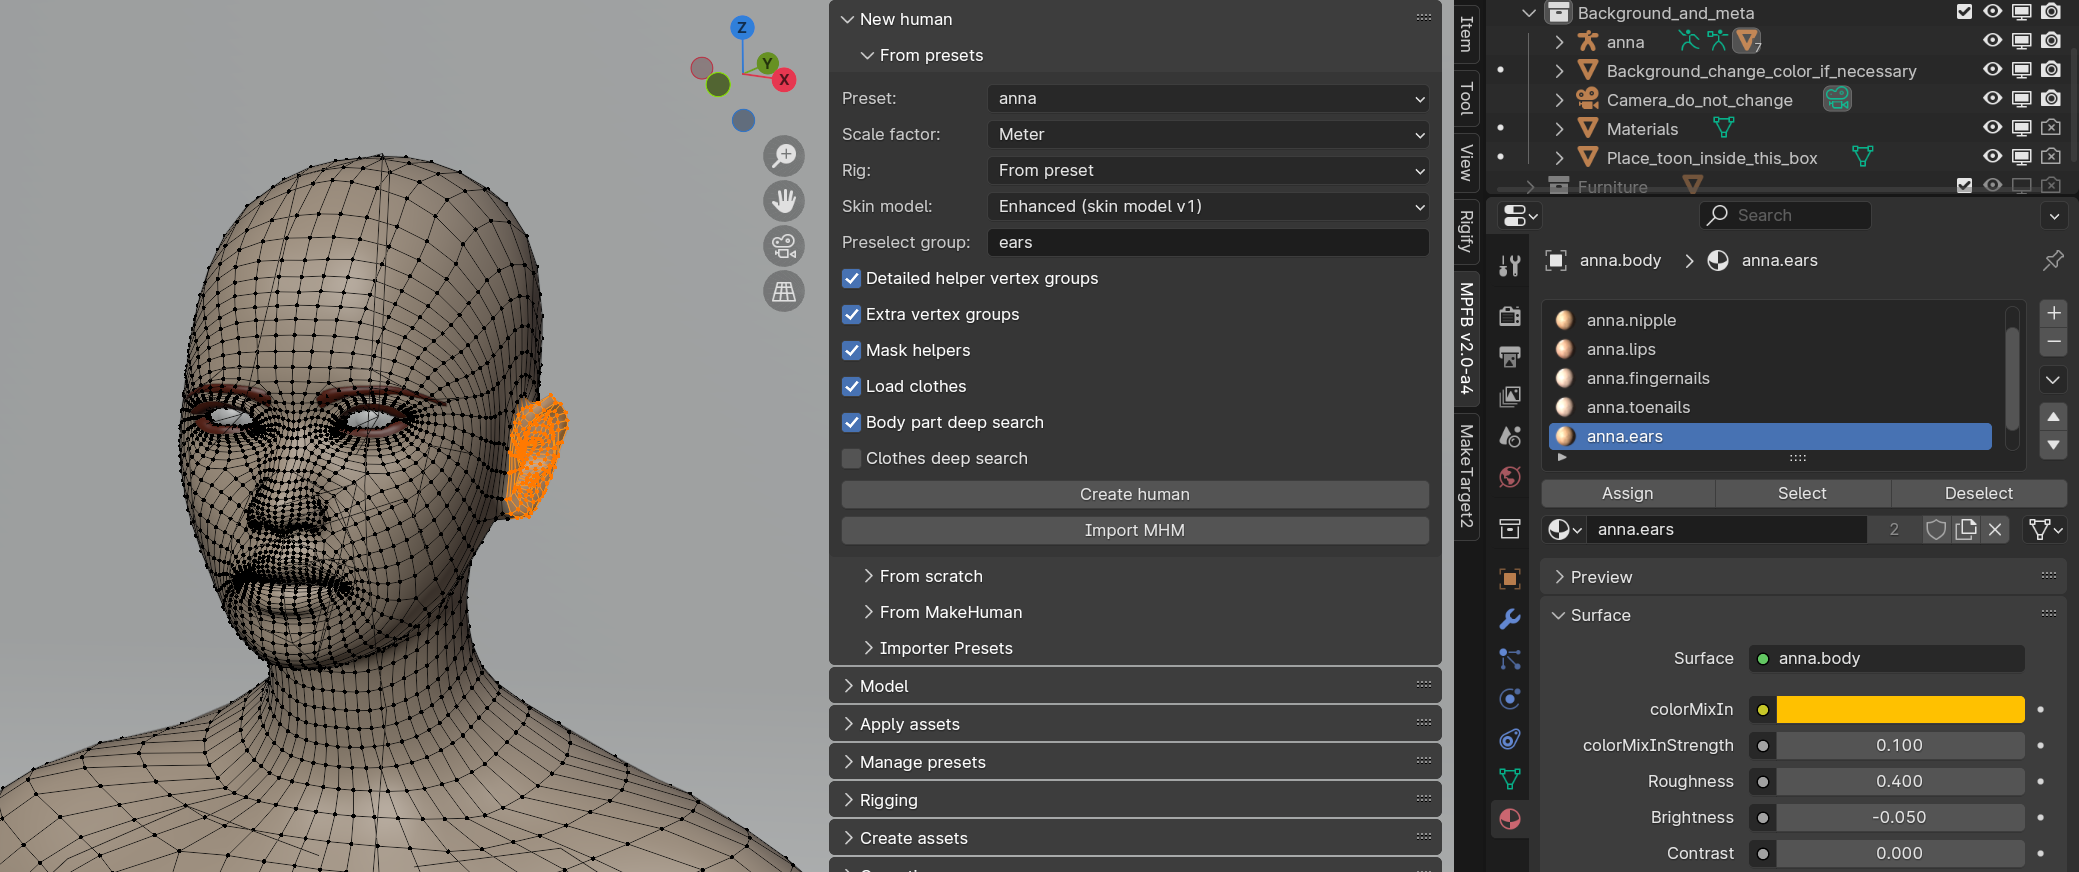 Z
Y
X
New human
From presets
Preset: anna
Scale factor: Meter
Rig: From preset
Skin model: Enhanced (skin model v1)
Preselect group: ears
Detailed helper vertex groups
Extra vertex groups
Mask helpers
Load clothes
Body part deep search
Clothes deep search
Create human
Import MHM
From scratch
From MakeHuman
Importer Presets
Model
Apply assets
Manage presets
Rigging
Create assets
Item
Tool
View
Rigify
MPFB v2.0-a4
MakeTarget2
Background_and_meta
anna 7
Background_change_color_if_necessary
Camera_do_not_change
Materials
Place_toon_inside_this_box
Furniture
Search
anna.body anna.ears
anna.nipple
anna.lips
anna.fingernails
anna.toenails
anna.ears
Assign Select Deselect
anna.ears 2
Preview
Surface
Surface anna.body
colorMixIn
colorMixInStrength 0.100
Roughness 0.400
Brightness -0.050
Contrast 0.000